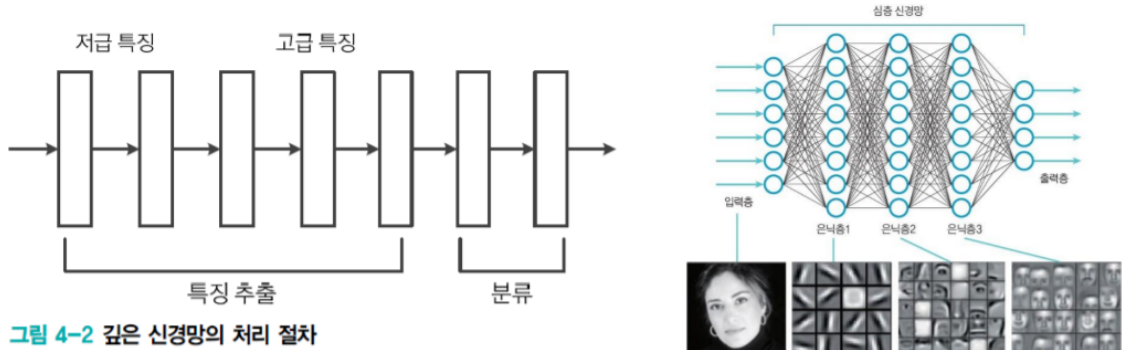 저급 특징
고급 특징
특징 추출
분류
그림 4-2 깊은 신경망의 처리 절차
심층 신경망
입력층
은닉층1
은닉층2
은닉층3
출력층